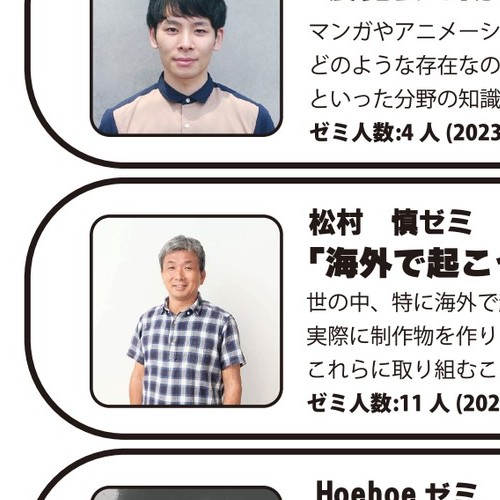 マンガやアニメーシ
どのような存在なの
といった分野の知識
ゼミ人数:4 人 (2023
松村　慎ゼミ
「海外で起こっ
世の中、特に海外で
実際に制作物を作り
これらに取り組むこ
ゼミ人数:11 人 (202
Hoehoe ゼミ